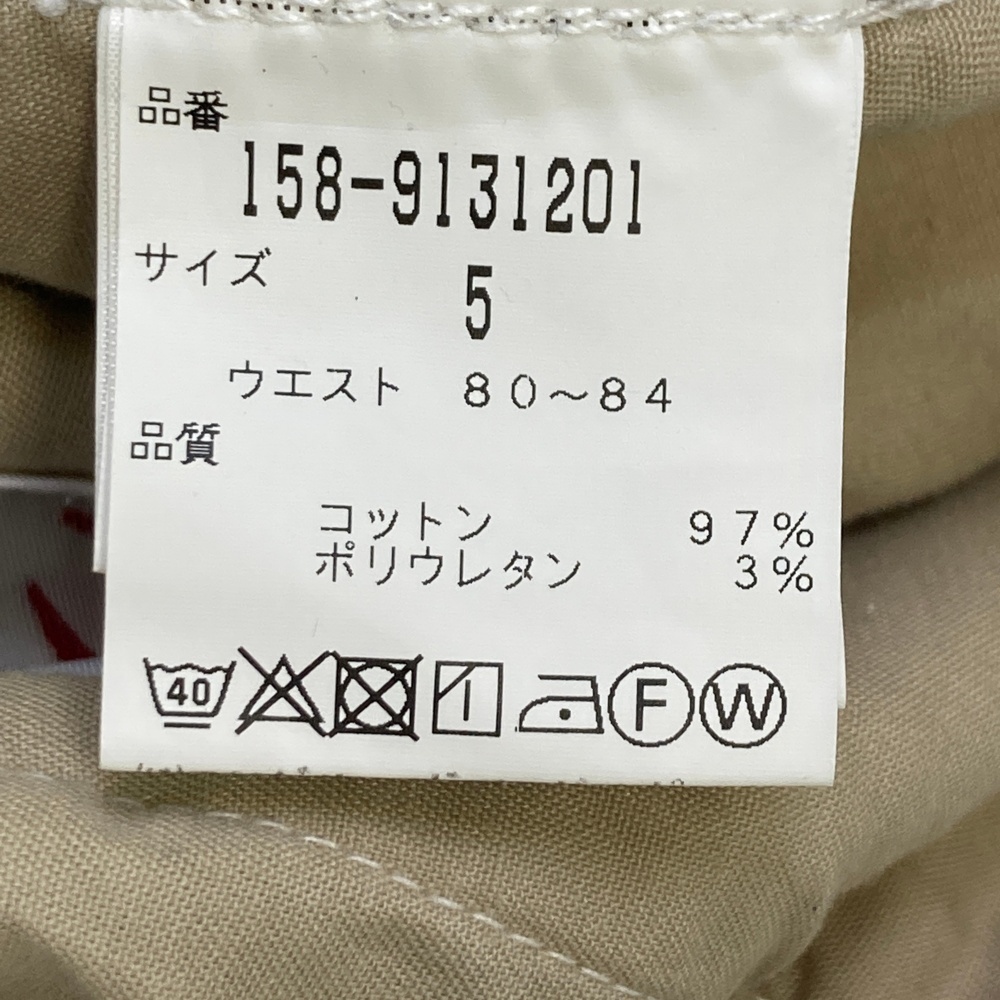 品番
158-9131201
サイズ
5
ウエスト 80～84
品質
コットン 97%
ポリウレタン 3%
40 F W